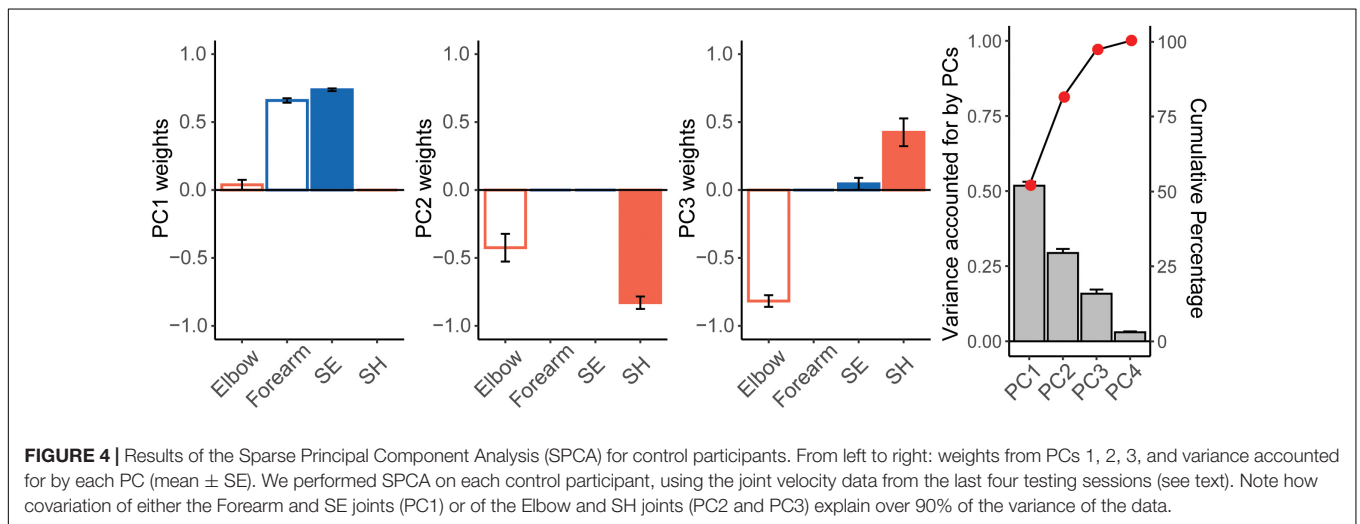 1.0
0.5
0.0
−0.5
−1.0
PC1 weights
Elbow
Forearm
SE
SH
1.0
0.5
0.0
−0.5
−1.0
PC2 weights
Elbow
Forearm
SE
SH
1.0
0.5
0.0
−0.5
−1.0
PC3 weights
Elbow
Forearm
SE
SH
1.00
0.75
0.50
0.25
0.00
Variance accounted for by PCs
100
75
50
25
0
Cumulative Percentage
PC1
PC2
PC3
PC4
FIGURE 4 | Results of the Sparse Principal Component Analysis (SPCA) for control participants. From left to right: weights from PCs 1, 2, 3, and variance accounted
for by each PC (mean ± SE). We performed SPCA on each control participant, using the joint velocity data from the last four testing sessions (see text). Note how
covariation of either the Forearm and SE joints (PC1) or of the Elbow and SH joints (PC2 and PC3) explain over 90% of the variance of the data.